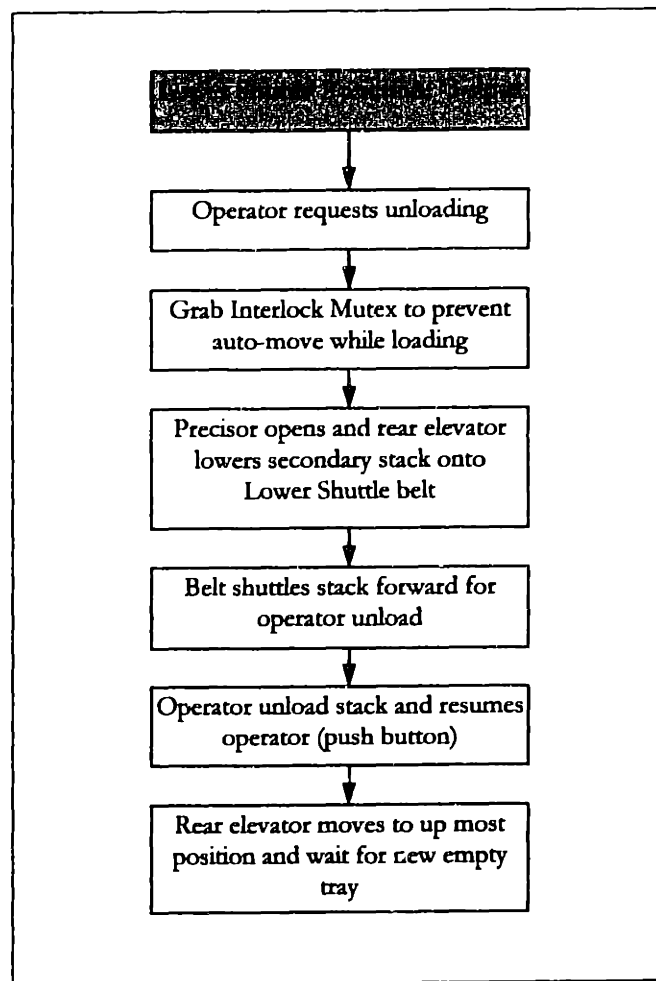 Operator requests unloading
Grab Interlock Mutex to prevent
auto-move while loading
Precisor opens and rear elevator
lowers secondary stack onto
Lower Shuttle belt
Belt shuttles stack forward for
operator unload
Operator unload stack and resumes
operator (push button)
Rear elevator moves to up most
position and wait for new empty
tray